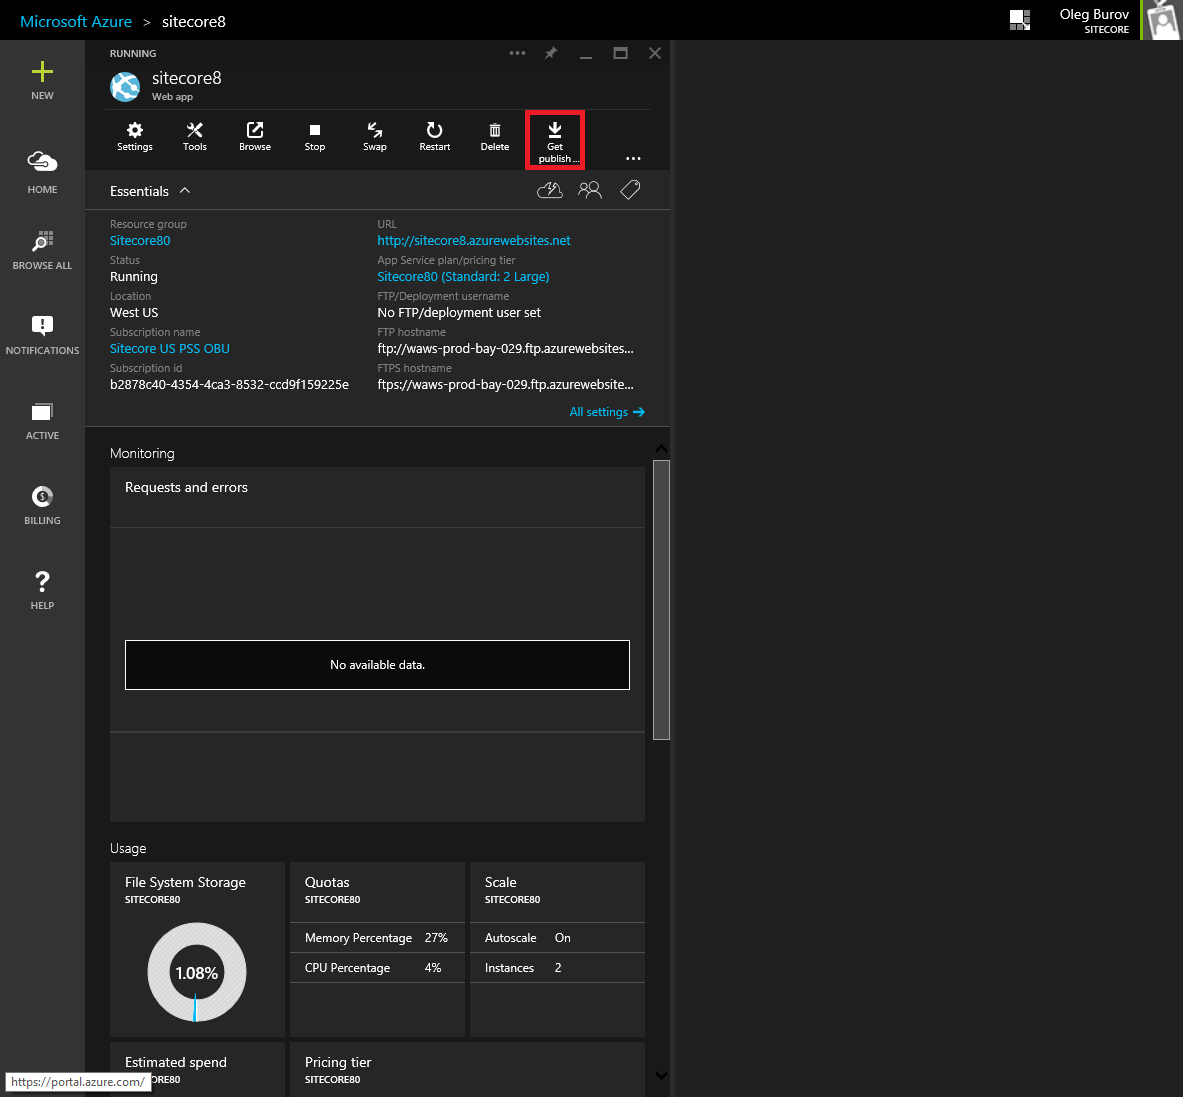 Microsoft Azure > sitecore8
Oleg Burov
SITECORE
NEW
HOME
BROWSE ALL
NOTIFICATIONS
ACTIVE
BILLING
HELP
RUNNING
sitecore8
Web app
Settings
Tools
Browse
Stop
Swap
Restart
Delete
Get
publish ...
Essentials
Resource group
Sitecore80
Status
Running
Location
West US
Subscription name
Sitecore US PSS OBU
Subscription id
b2878c40-4354-4ca3-8532-ccd9f159225e
URL
http://sitecore8.azurewebsites.net
App Service plan/pricing tier
Sitecore80 (Standard: 2 Large)
FTP/Deployment username
No FTP/deployment user set
FTP hostname
ftp://waws-prod-bay-029.ftp.azurewebsites...
FTPS hostname
ftps://waws-prod-bay-029.ftp.azurewebsite...
All settings
Monitoring
Requests and errors
No available data.
Usage
File System Storage
SITECORE80
1.08%
Quotas
SITECORE80
Memory Percentage 27%
CPU Percentage 4%
Scale
SITECORE80
Autoscale On
Instances 2
Estimated spend
ORE80
Pricing tier
SITECORE80
https://portal.azure.com/